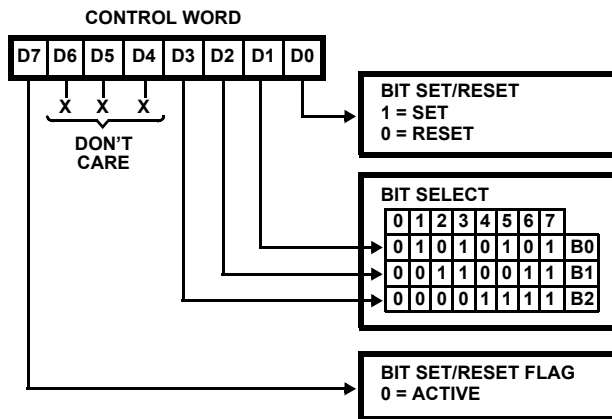 CONTROL WORD
D7 D6 D5 D4 D3 D2 D1 D0
X X X
DON'T
CARE
BIT SET/RESET
1 = SET
0 = RESET
BIT SELECT
0 1 2 3 4 5 6 7
0 1 0 1 0 1 0 1 B0
0 0 1 1 0 0 1 1 B1
0 0 0 0 1 1 1 1 B2
BIT SET/RESET FLAG
0 = ACTIVE